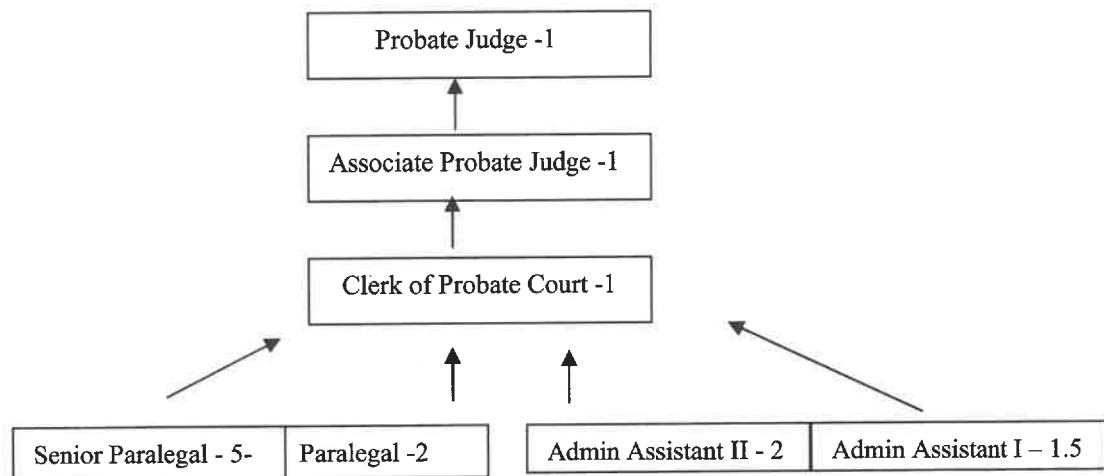 Probate Judge -1
Associate Probate Judge -1
Clerk of Probate Court -1
Senior Paralegal - 5-
Paralegal -2
Admin Assistant II - 2
Admin Assistant I – 1.5